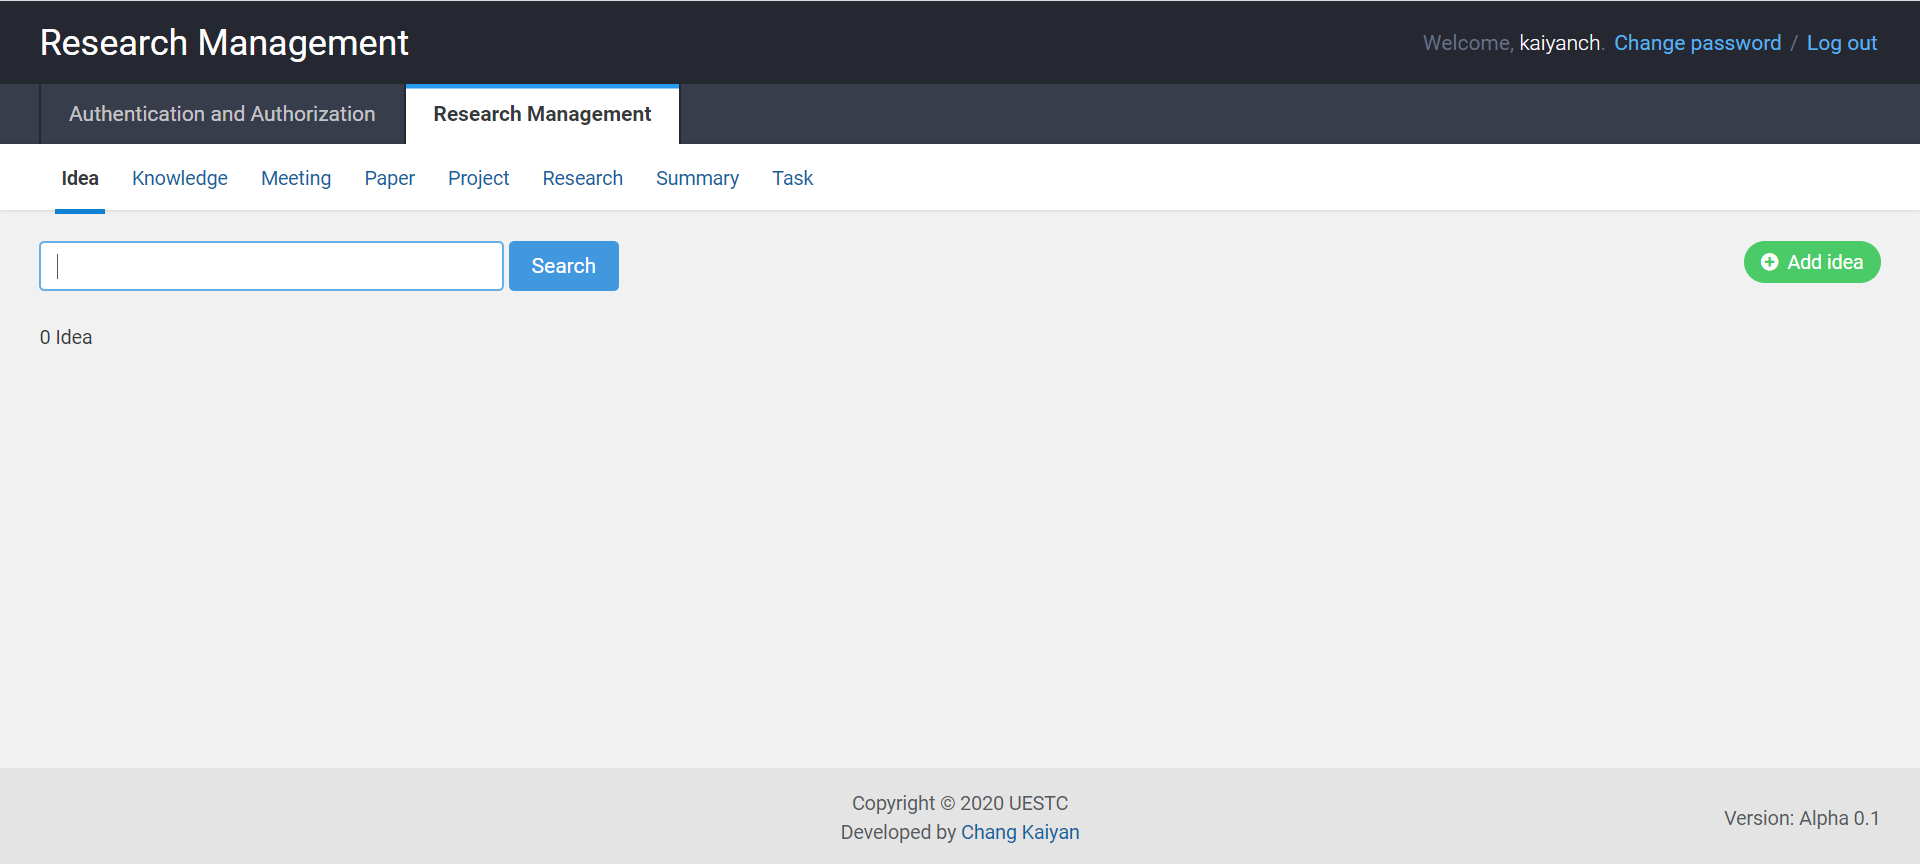 Research Management
Welcome, kaiyanch. Change password / Log out
Authentication and Authorization
Research Management
Idea Knowledge Meeting Paper Project Research Summary Task
Search
Add idea
0 Idea
Copyright © 2020 UESTC
Developed by Chang Kaiyan
Version: Alpha 0.1